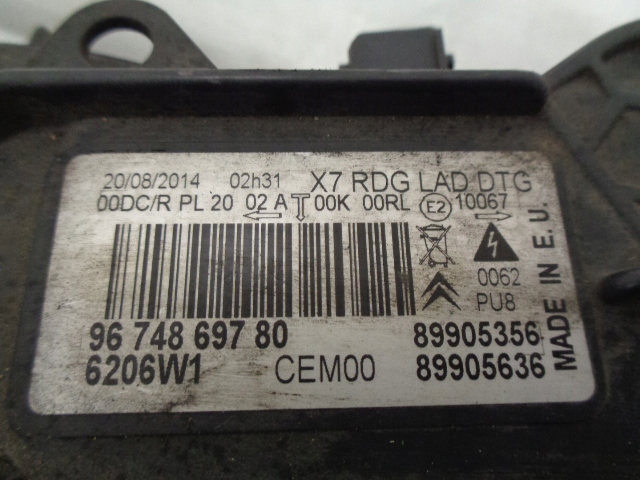 20/08/2014 02h31 X7 RDG LAD DTG
00DC/R PL 20 02 A 00K 00RL E2 10067
0062
PU8
96 748 697 80 89905356
6206W1 CEM00 89905636
MADE IN E.U.